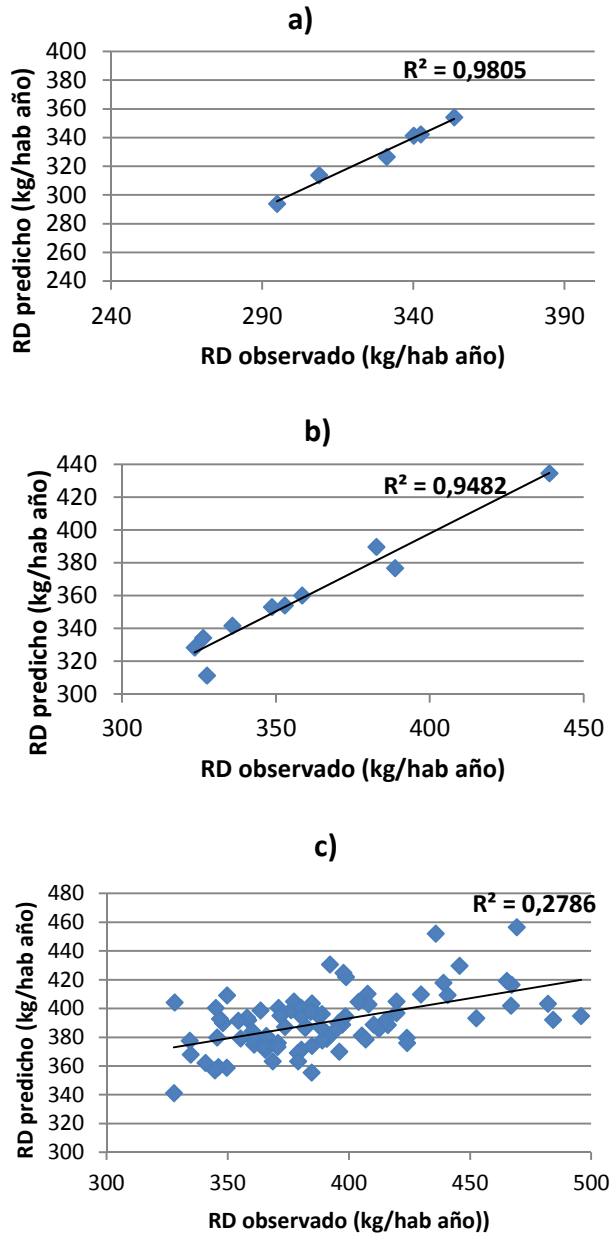 a)
R² = 0,9805
RD predicho (kg/hab año)
400
380
360
340
320
300
280
260
240
240 290 340 390
RD observado (kg/hab año)
b)
R² = 0,9482
RD predicho (kg/hab año)
440
420
400
380
360
340
320
300
300 350 400 450
RD observado (kg/hab año)
c)
R² = 0,2786
RD predicho (kg/hab año)
480
460
440
420
400
380
360
340
320
300
300 350 400 450 500
RD observado (kg/hab año))